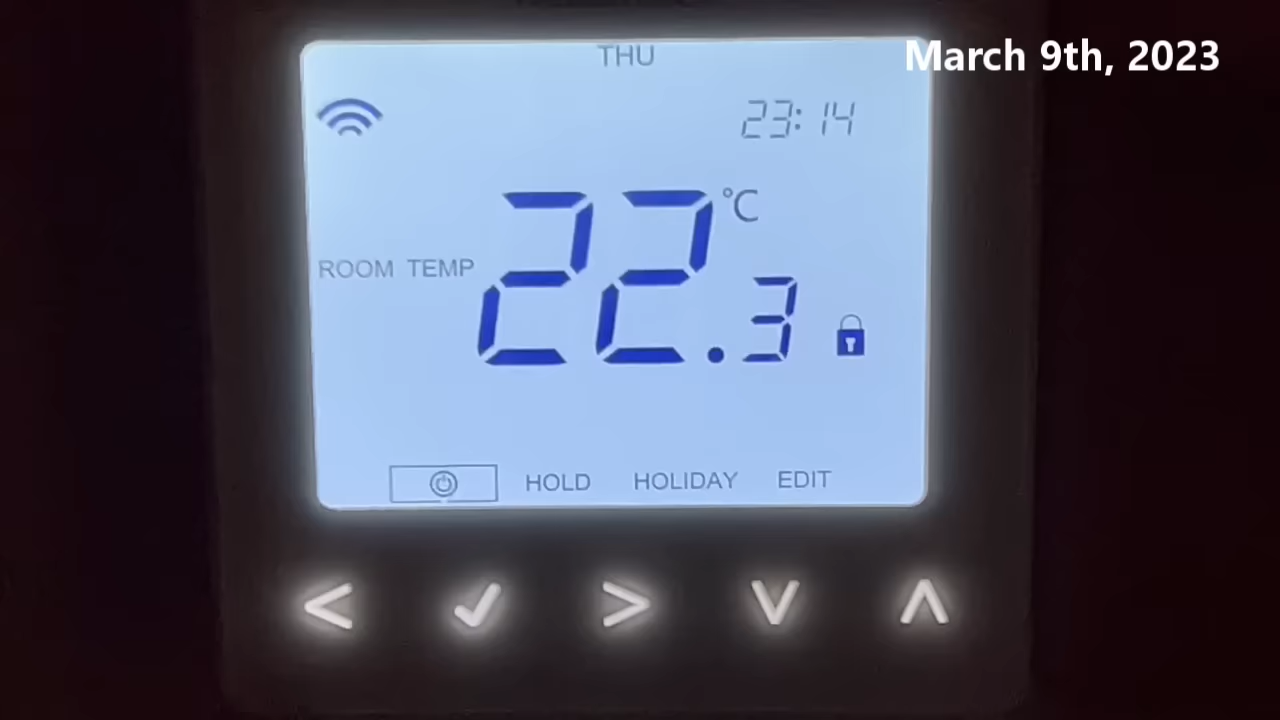 THU
March 9th, 2023
23:14
°C
ROOM TEMP
22.3
HOLD HOLIDAY EDIT